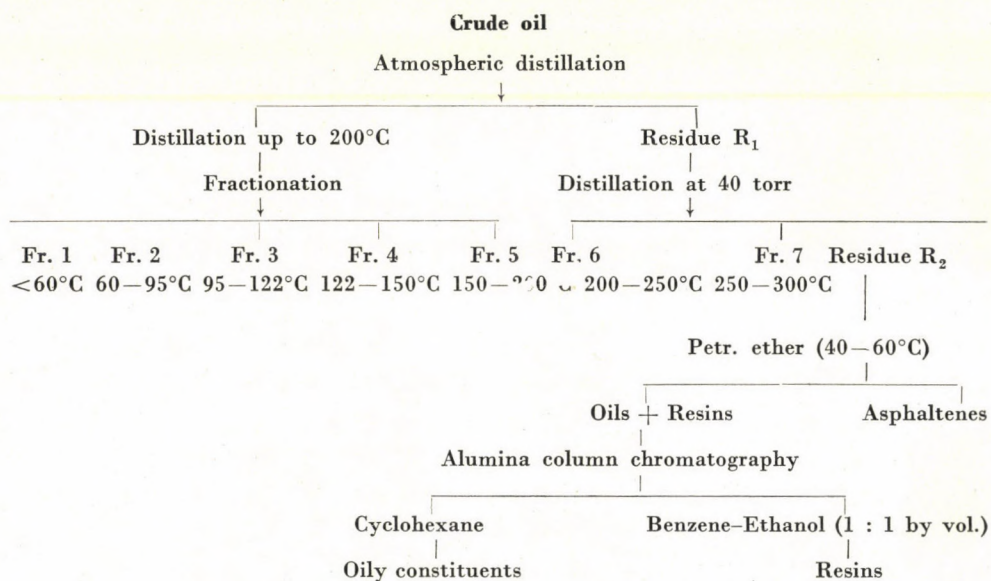 Crude oil
Atmospheric distillation
Distillation up to 200°C Residue R₁
Fractionation Distillation at 40 torr
Fr. 1 Fr. 2 Fr. 3 Fr. 4 Fr. 5 Fr. 6 Fr. 7 Residue R₂
<60°C 60—95°C 95—122°C 122—150°C 200—250°C 250—300°C
Petr. ether (40—60°C)
Oils + Resins Asphaltenes
Alumina column chromatography
Cyclohexane Benzene–Ethanol (1 : 1 by vol.)
Oily constituents Resins